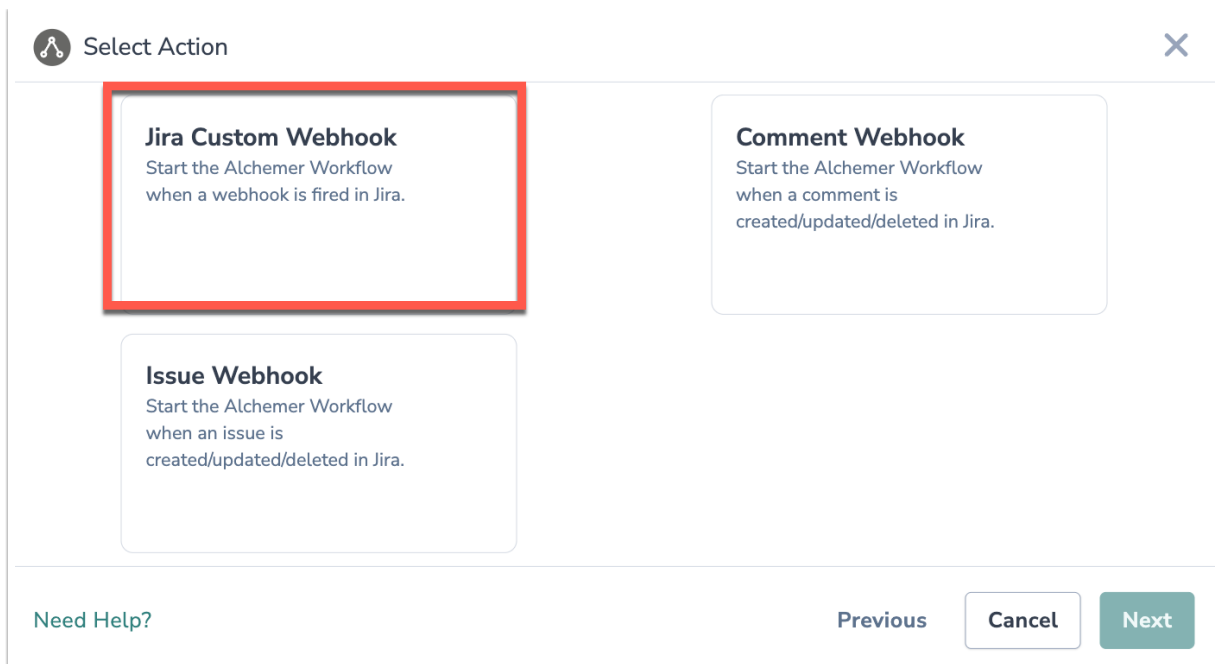 Select Action
Jira Custom Webhook
Start the Alchemer Workflow
when a webhook is fired in Jira.
Comment Webhook
Start the Alchemer Workflow
when a comment is
created/updated/deleted in Jira.
Issue Webhook
Start the Alchemer Workflow
when an issue is
created/updated/deleted in Jira.
Need Help?
Previous
Cancel
Next